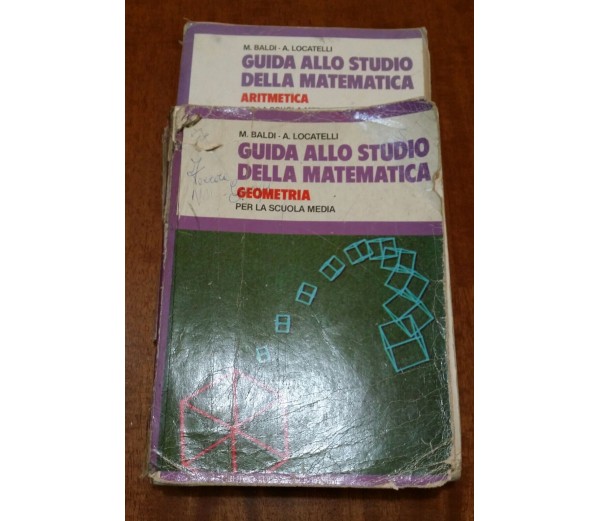 M. BALDI - A. LOCATELLI
GUIDA ALLO STUDIO
DELLA MATEMATICA
ARITMETICA
M. BALDI - A. LOCATELLI
GUIDA ALLO STUDIO
DELLA MATEMATICA
GEOMETRIA
PER LA SCUOLA MEDIA